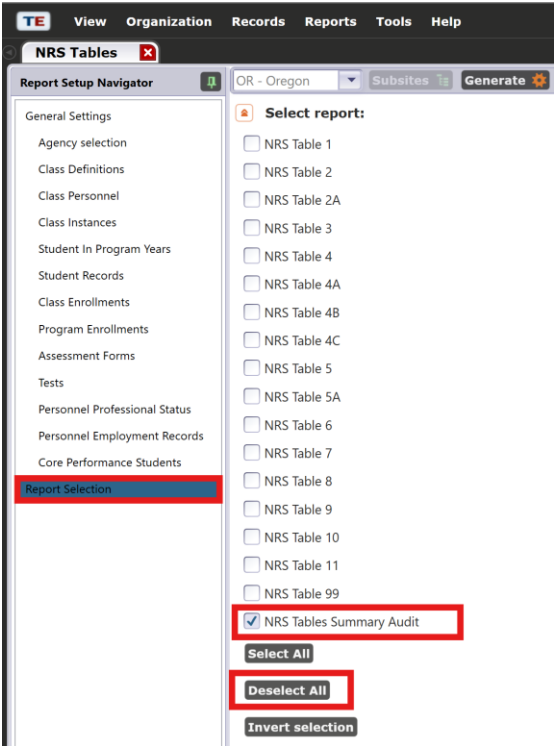 TE View Organization Records Reports Tools Help
NRS Tables
Report Setup Navigator
General Settings
Agency selection
Class Definitions
Class Personnel
Class Instances
Student In Program Years
Student Records
Class Enrollments
Program Enrollments
Assessment Forms
Tests
Personnel Professional Status
Personnel Employment Records
Core Performance Students
Report Selection
OR - Oregon Subsites Generate
Select report:
NRS Table 1
NRS Table 2
NRS Table 2A
NRS Table 3
NRS Table 4
NRS Table 4A
NRS Table 4B
NRS Table 4C
NRS Table 5
NRS Table 5A
NRS Table 6
NRS Table 7
NRS Table 8
NRS Table 9
NRS Table 10
NRS Table 11
NRS Table 99
NRS Tables Summary Audit
Select All
Deselect All
Invert selection